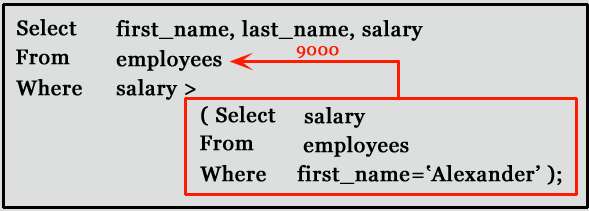 Select first_name, last_name, salary
From employees
9000
Where salary >
( Select salary
From employees
Where first_name=‘Alexander’ );